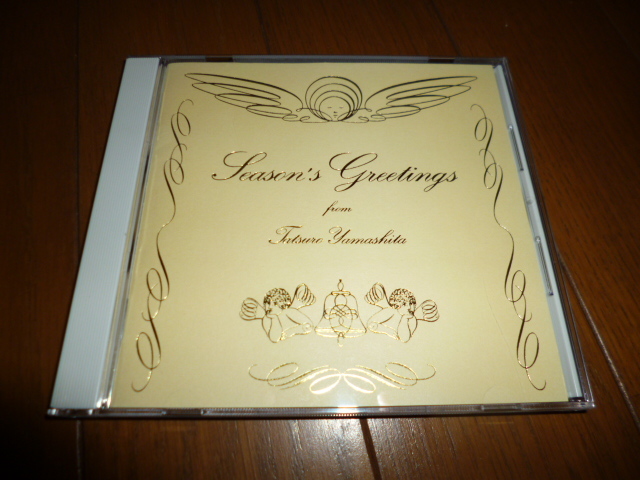 Season's Greetings
from
Tatsuro Yamashita